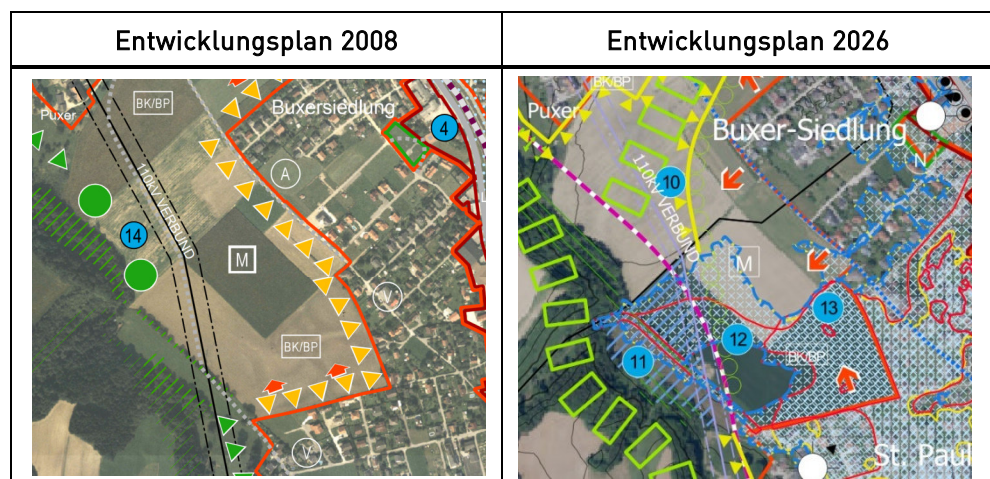 Entwicklungsplan 2008
Entwicklungsplan 2026
BK/BP
Puxer
Buxersiedlung
4
A
110kV VERBUND
14
M
V
BK/BP
V
BK/BP
Puxer
Buxer-Siedlung
N
10
110kV VERBUND
M
13
12
11
BK/BP
St. Paul